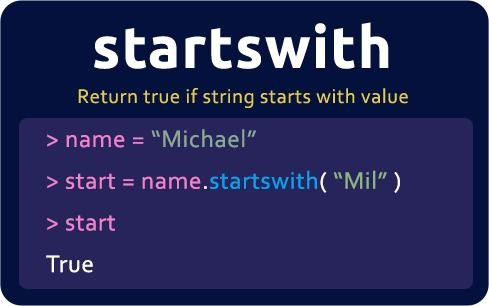 startswith
Return true if string starts with value
> name = “Michael”
> start = name.startswith( “Mil” )
> start
True